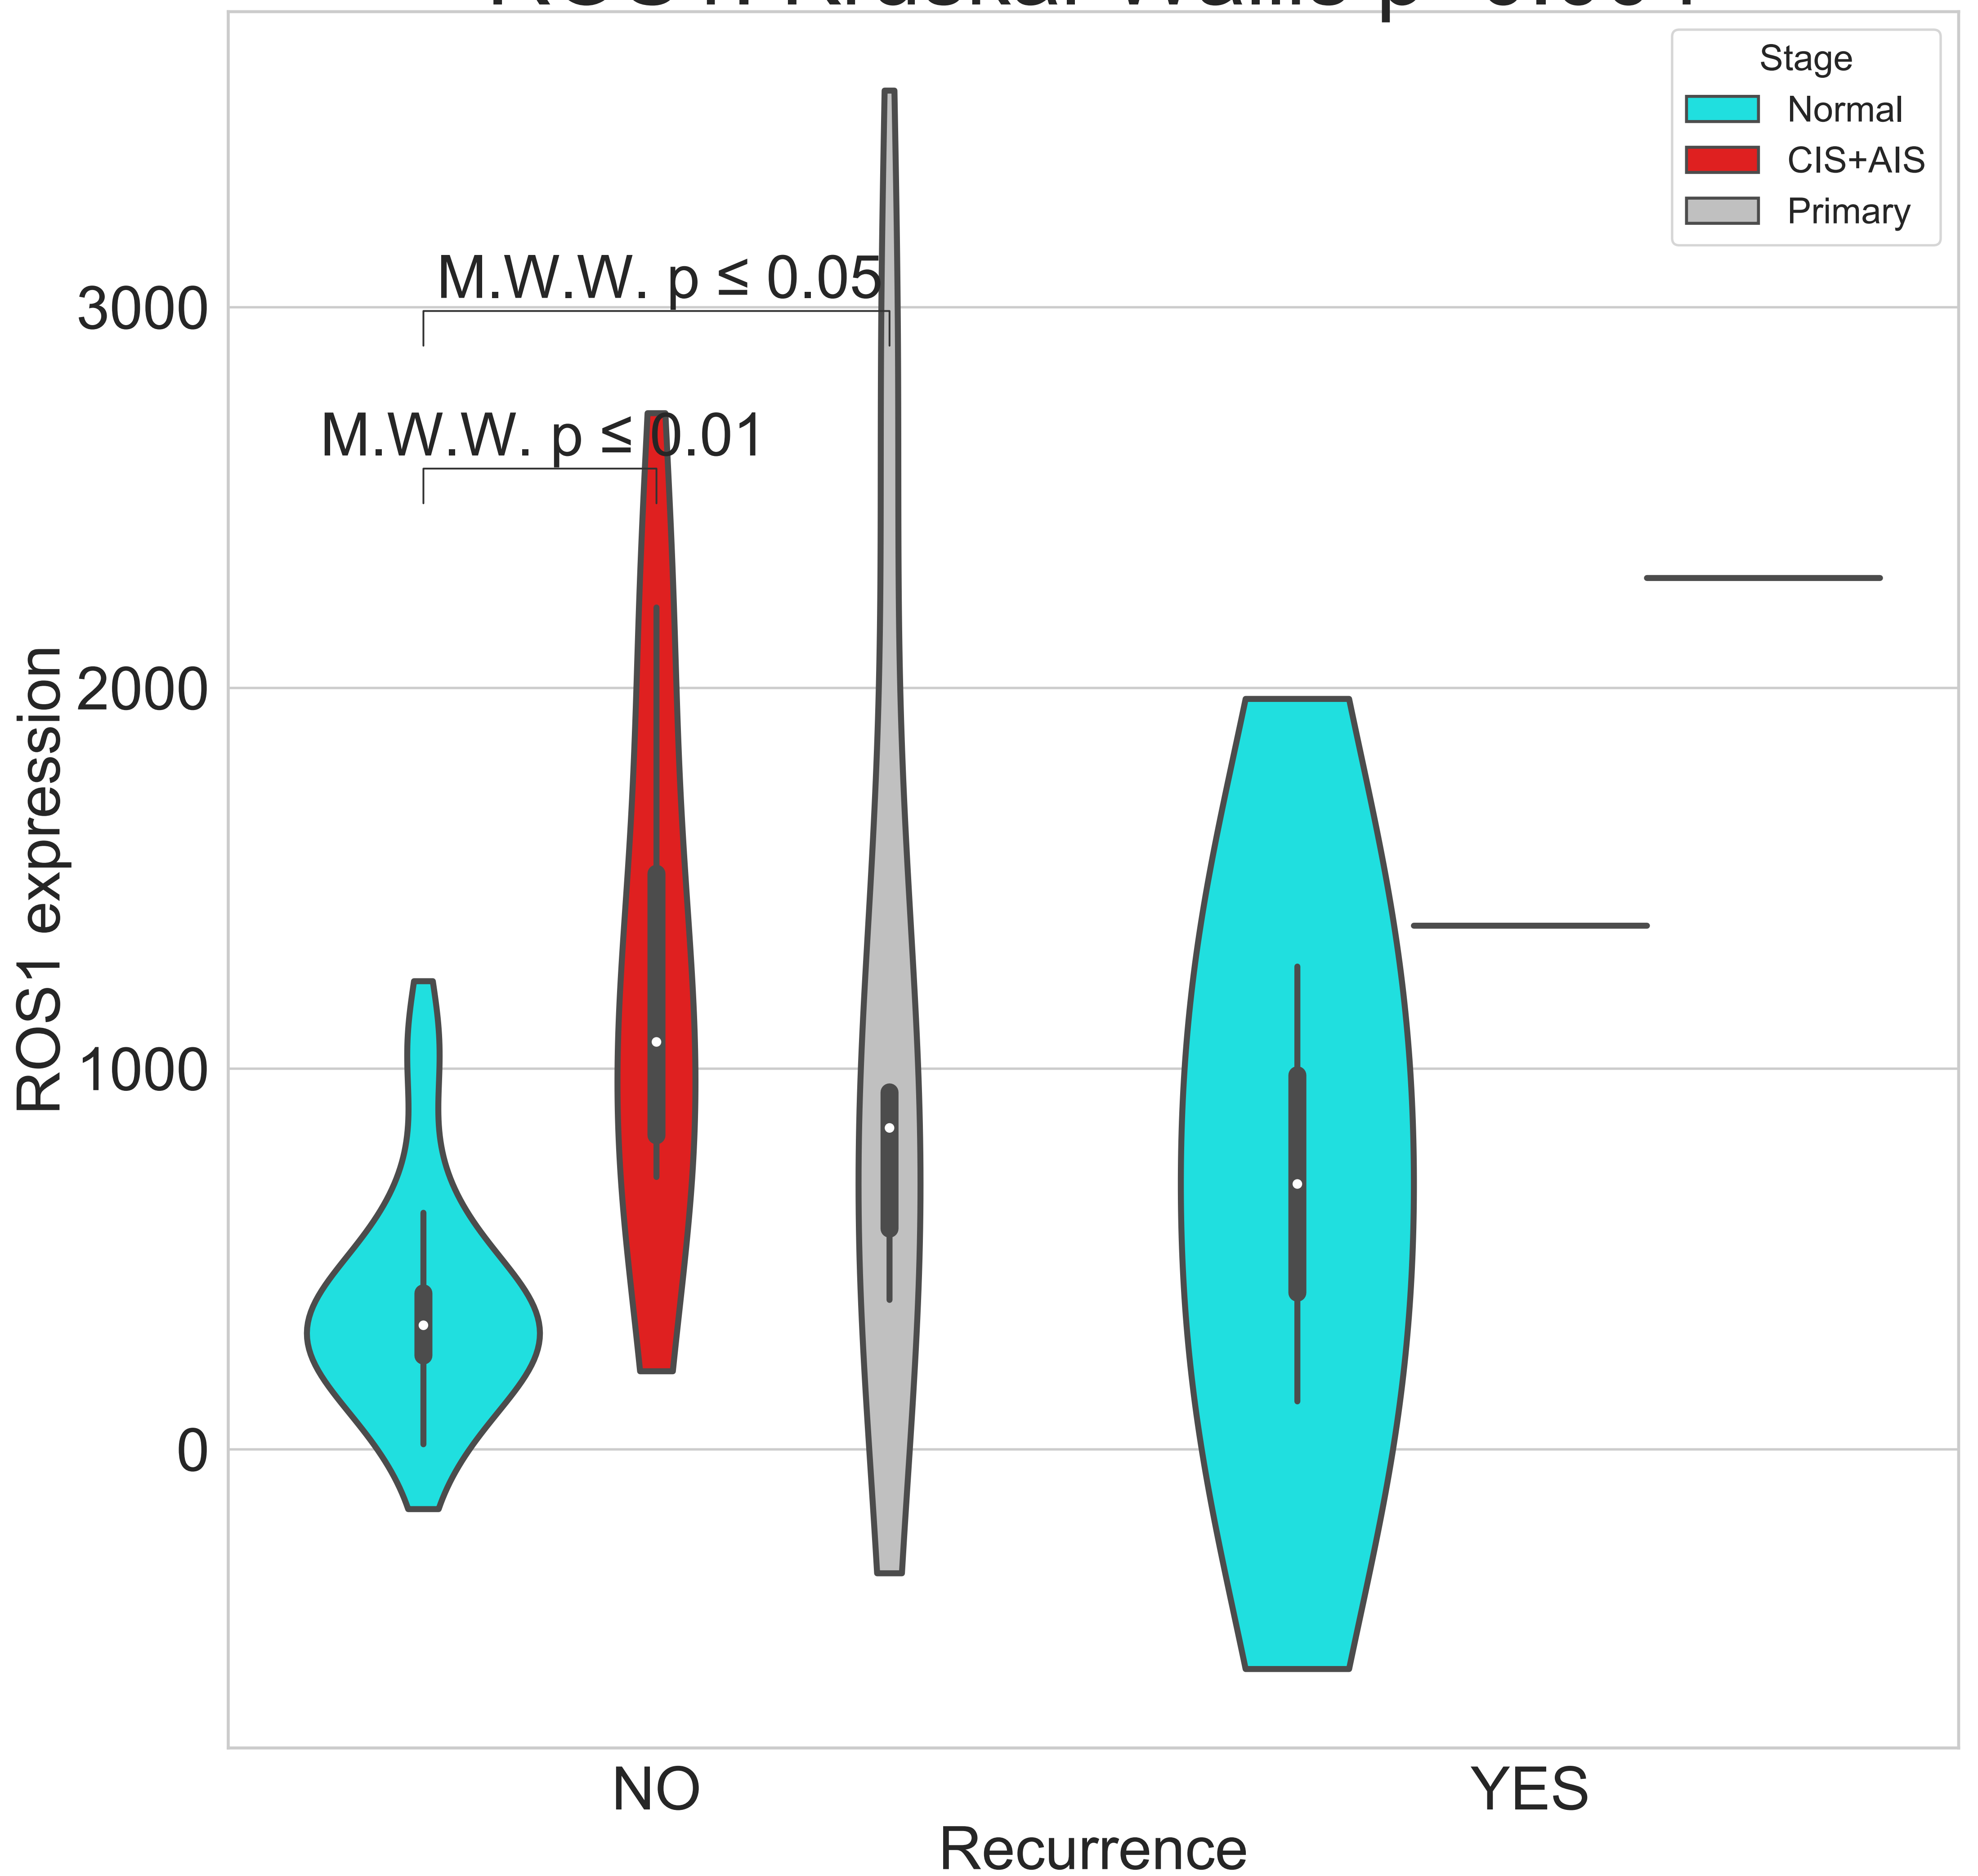 Stage
Normal
CIS+AIS
Primary
M.W.W. p ≤ 0.05
M.W.W. p ≤ 0.01
3000
2000
1000
0
ROS1 expression
NO
YES
Recurrence